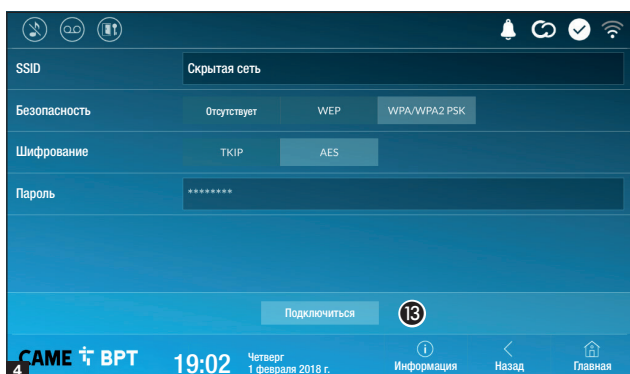 SSID Скрытая сеть
Безопасность Отсутствует WEP WPA/WPA2 PSK
Шифрование TKIP AES
Пароль ********
Подключиться 13
CAME BPT 19:02 Четверг
1 февраля 2018 г.
Информация Назад Главная
4